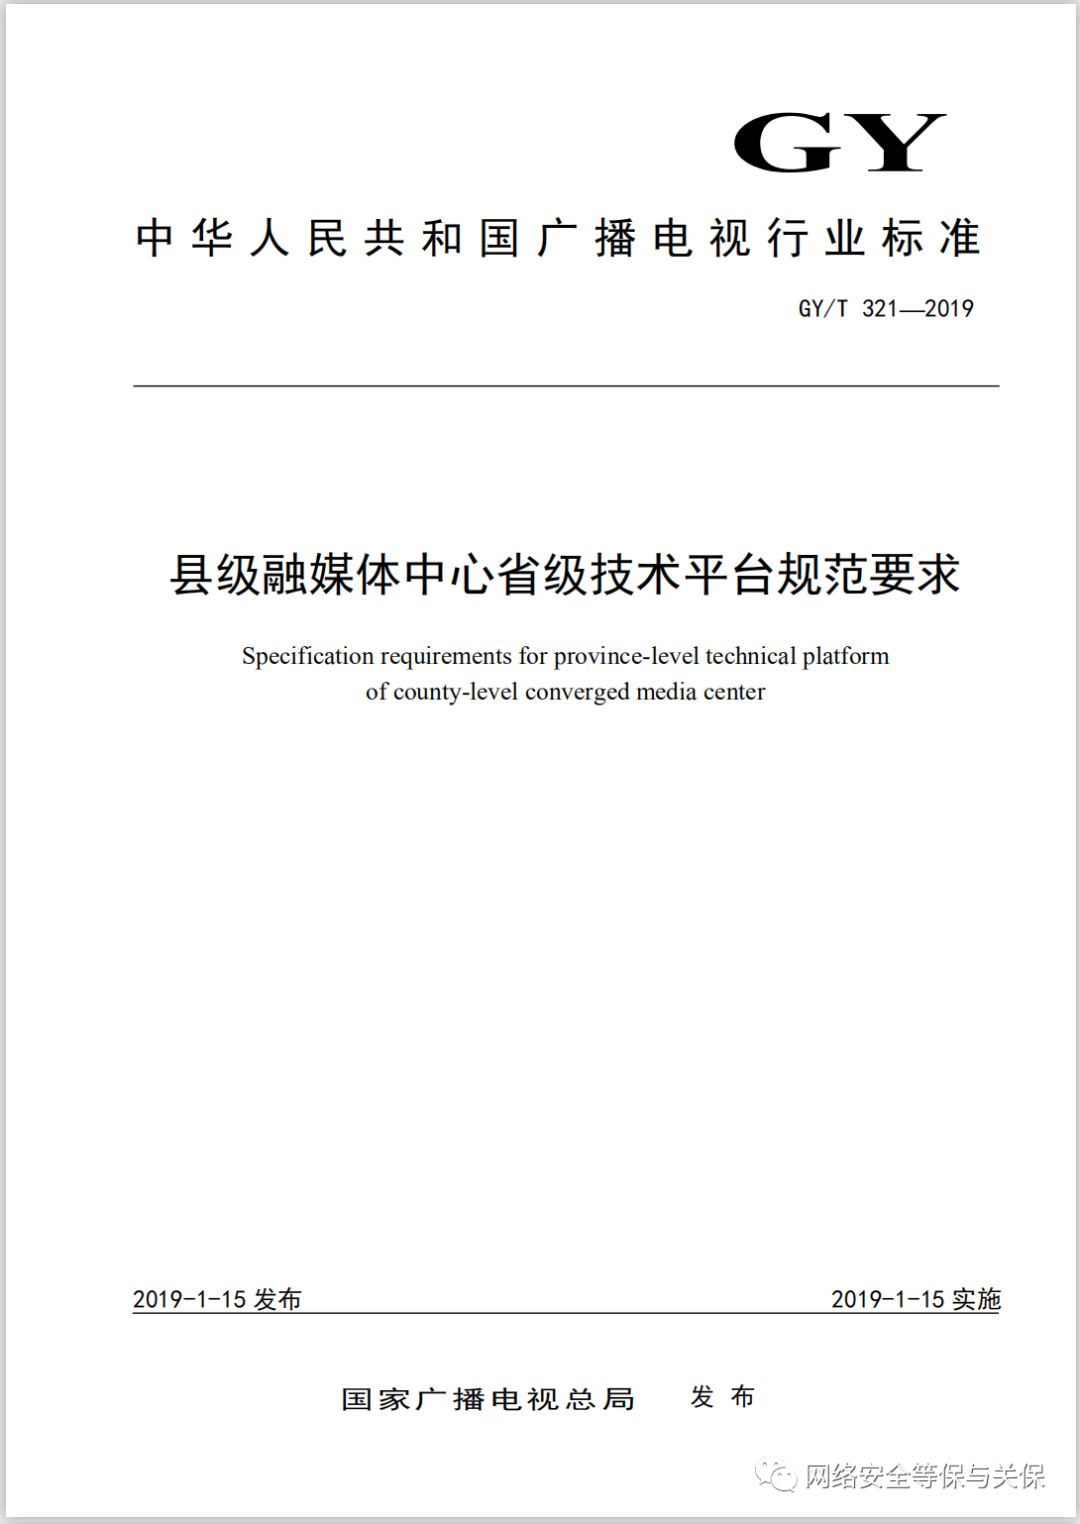 GY
中华人民共和国广播电视行业标准
GY/T 321—2019
县级融媒体中心省级技术平台规范要求
Specification requirements for province-level technical platform
of county-level converged media center
2019-1-15 发布
2019-1-15 实施
国家广播电视总局 发 布
网络安全等保与关保